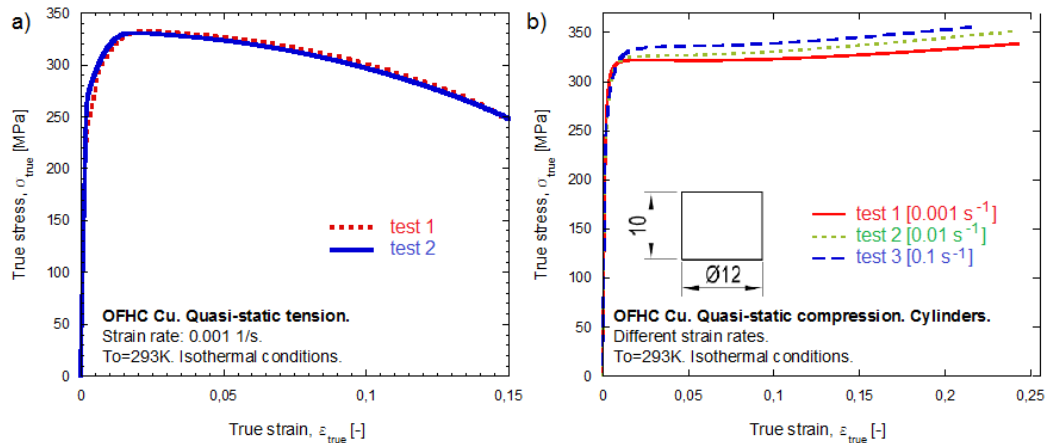 a)
350
300
250
200
150
100
50
0
True stress, σtrue [MPa]
test 1
test 2
OFHC Cu. Quasi-static tension.
Strain rate: 0.001 1/s.
To=293K. Isothermal conditions.
0
0,05
0,1
0,15
True strain, εtrue [-]
b)
350
300
250
200
150
100
50
0
True stress, σtrue [MPa]
10
Ø12
test 1 [0.001 s-1]
test 2 [0.01 s-1]
test 3 [0.1 s-1]
OFHC Cu. Quasi-static compression. Cylinders.
Different strain rates.
To=293K. Isothermal conditions.
0
0,05
0,1
0,15
0,2
0,25
True strain, εtrue [-]